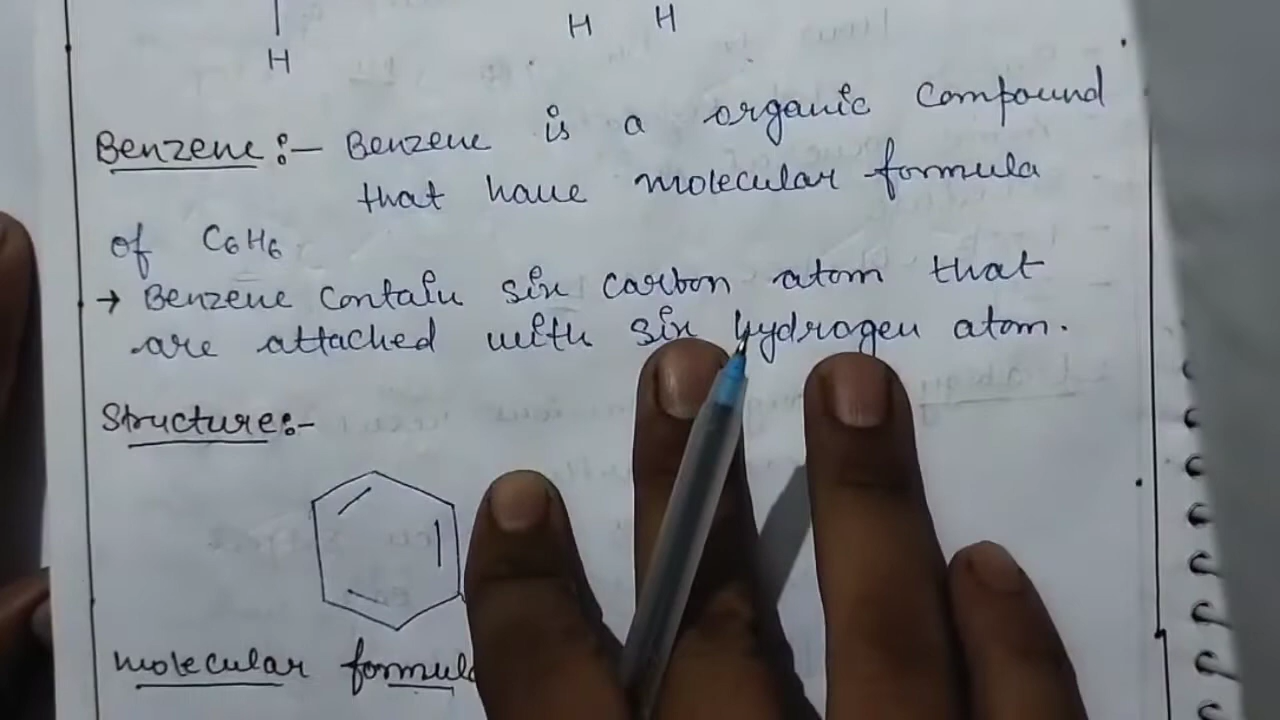 H H
H
Benzene :- Benzene is a organic compound
that have molecular formula
of C6H6
→ Benzene contain six carbon atom that
are attached with six hydrogen atom.
Structure:-
molecular formula